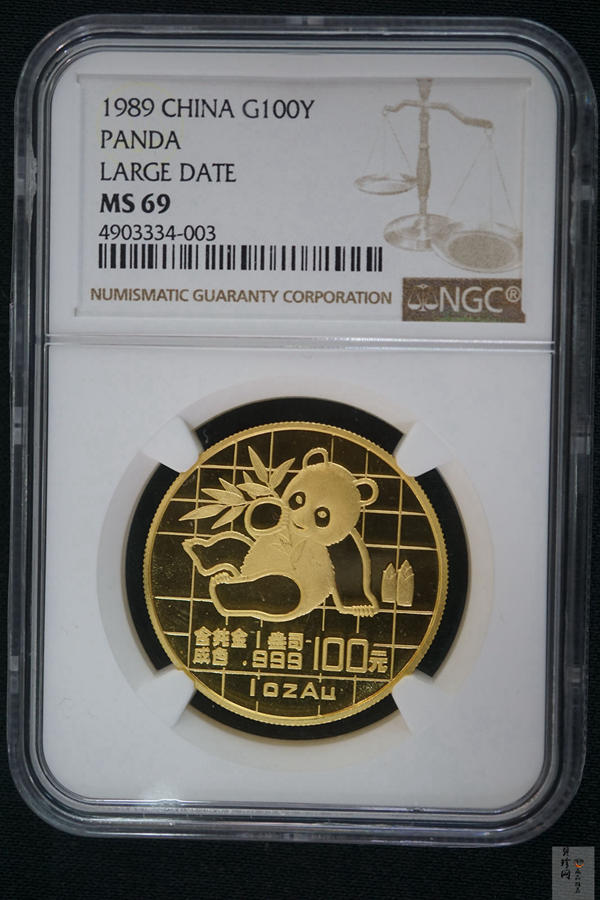 1989 CHINA G100Y
PANDA
LARGE DATE
MS 69
4903334-003
NUMISMATIC GUARANTY CORPORATION
NGC®
含纯金 1盎司 100元
成色 .999
1ozAu